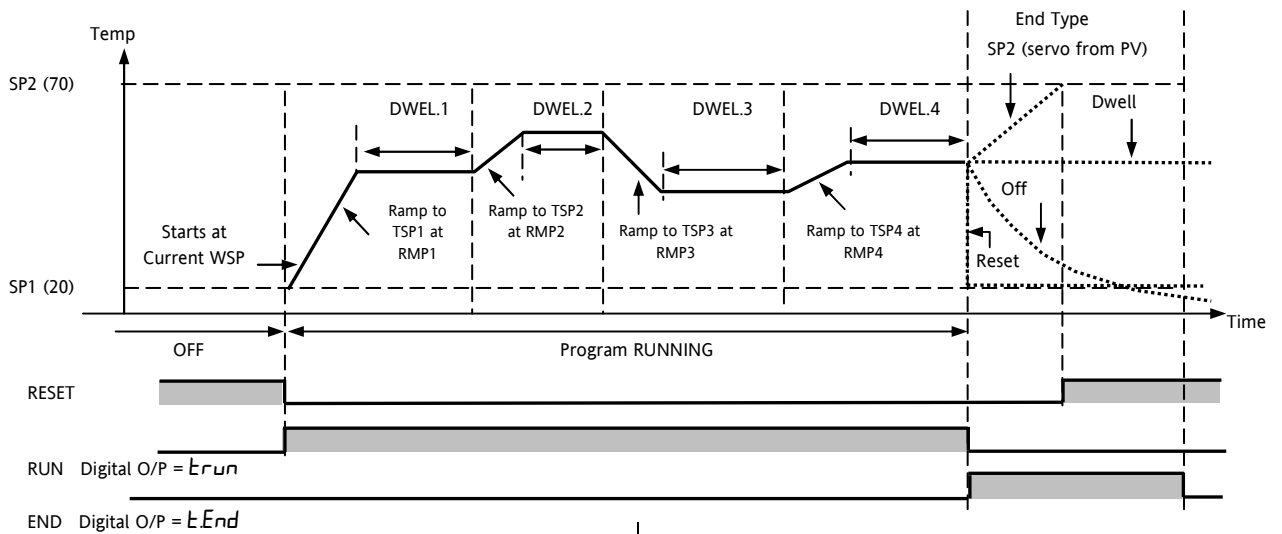 End Type
Temp
SP2 (servo from PV)
SP2 (70)
DWEL.1
DWEL.2
DWEL.3
DWEL.4
Dwell
Off
Ramp to
TSP1 at
RMP1
Ramp to TSP2
at RMP2
Ramp to TSP3 at
RMP3
Ramp to TSP4 at
RMP4
Starts at
Current WSP
Reset
SP1 (20)
Time
OFF
Program RUNNING
RESET
RUN Digital O/P = trun
END Digital O/P = t.End